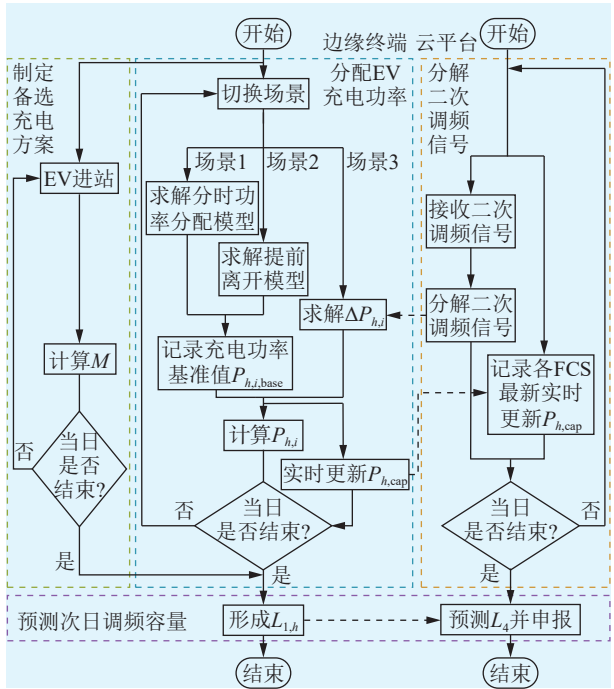 开始
边缘终端
云平台
开始
制定
备选
充电
方案
分配EV
充电功率
分解
二次
调频
信号
切换场景
场景1
场景2
场景3
EV进站
求解分时功
率分配模型
接收二次
调频信号
求解提前
离开模型
求解ΔP_{h,i}
分解二次
调频信号
计算M
记录充电功率
基准值P_{h,i,base}
记录各FCS
最新实时
更新P_{h,cap}
计算P_{h,i}
实时更新P_{h,cap}
否
当日
是否
结束?
否
当日
是否结束?
当日
是否结束?
否
是
是
是
预测次日调频容量
形成L_{1,h}
预测L_4并申报
结束
结束